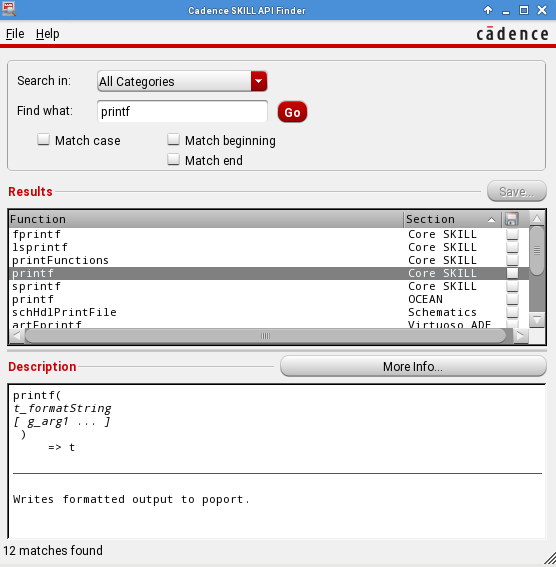 Cadence SKILL API Finder
File Help
cādence
Search in: All Categories
Find what: printf Go
Match case Match beginning
Match end
Results Save...
Function Section
fprintf Core SKILL
lsprintf Core SKILL
printFunctions Core SKILL
printf Core SKILL
sprintf Core SKILL
printf OCEAN
schHdlPrintFile Schematics
artFprintf Virtuoso ADE
Description More Info...
printf(
t_formatString
[ g_arg1 ... ]
)
=> t
Writes formatted output to poport.
12 matches found